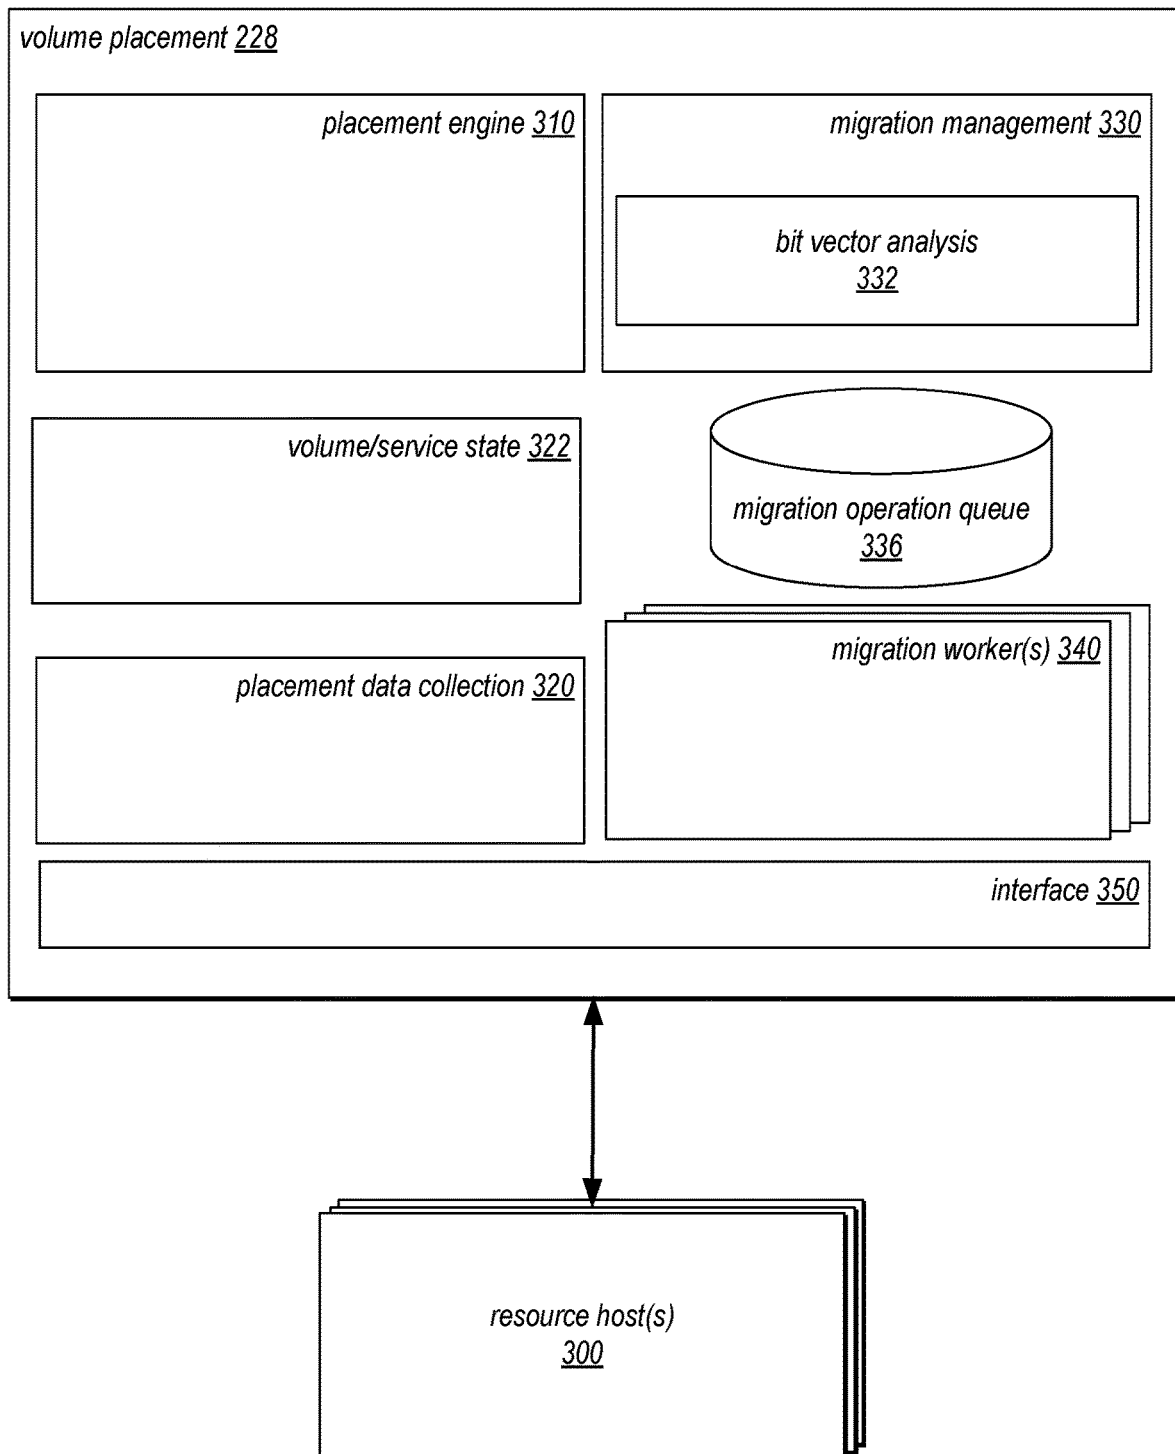 volume placement 228
placement engine 310
migration management 330
bit vector analysis
332
volume/service state 322
migration operation queue
336
migration worker(s) 340
placement data collection 320
interface 350
resource host(s)
300